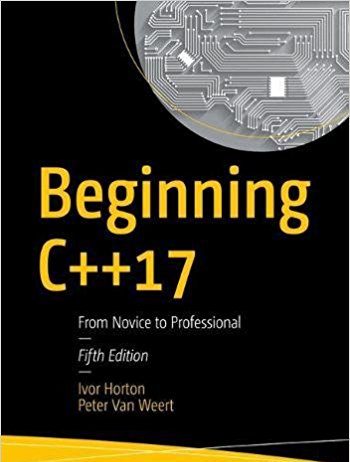 Beginning
C++17
From Novice to Professional
—
Fifth Edition
—
Ivor Horton
Peter Van Weert